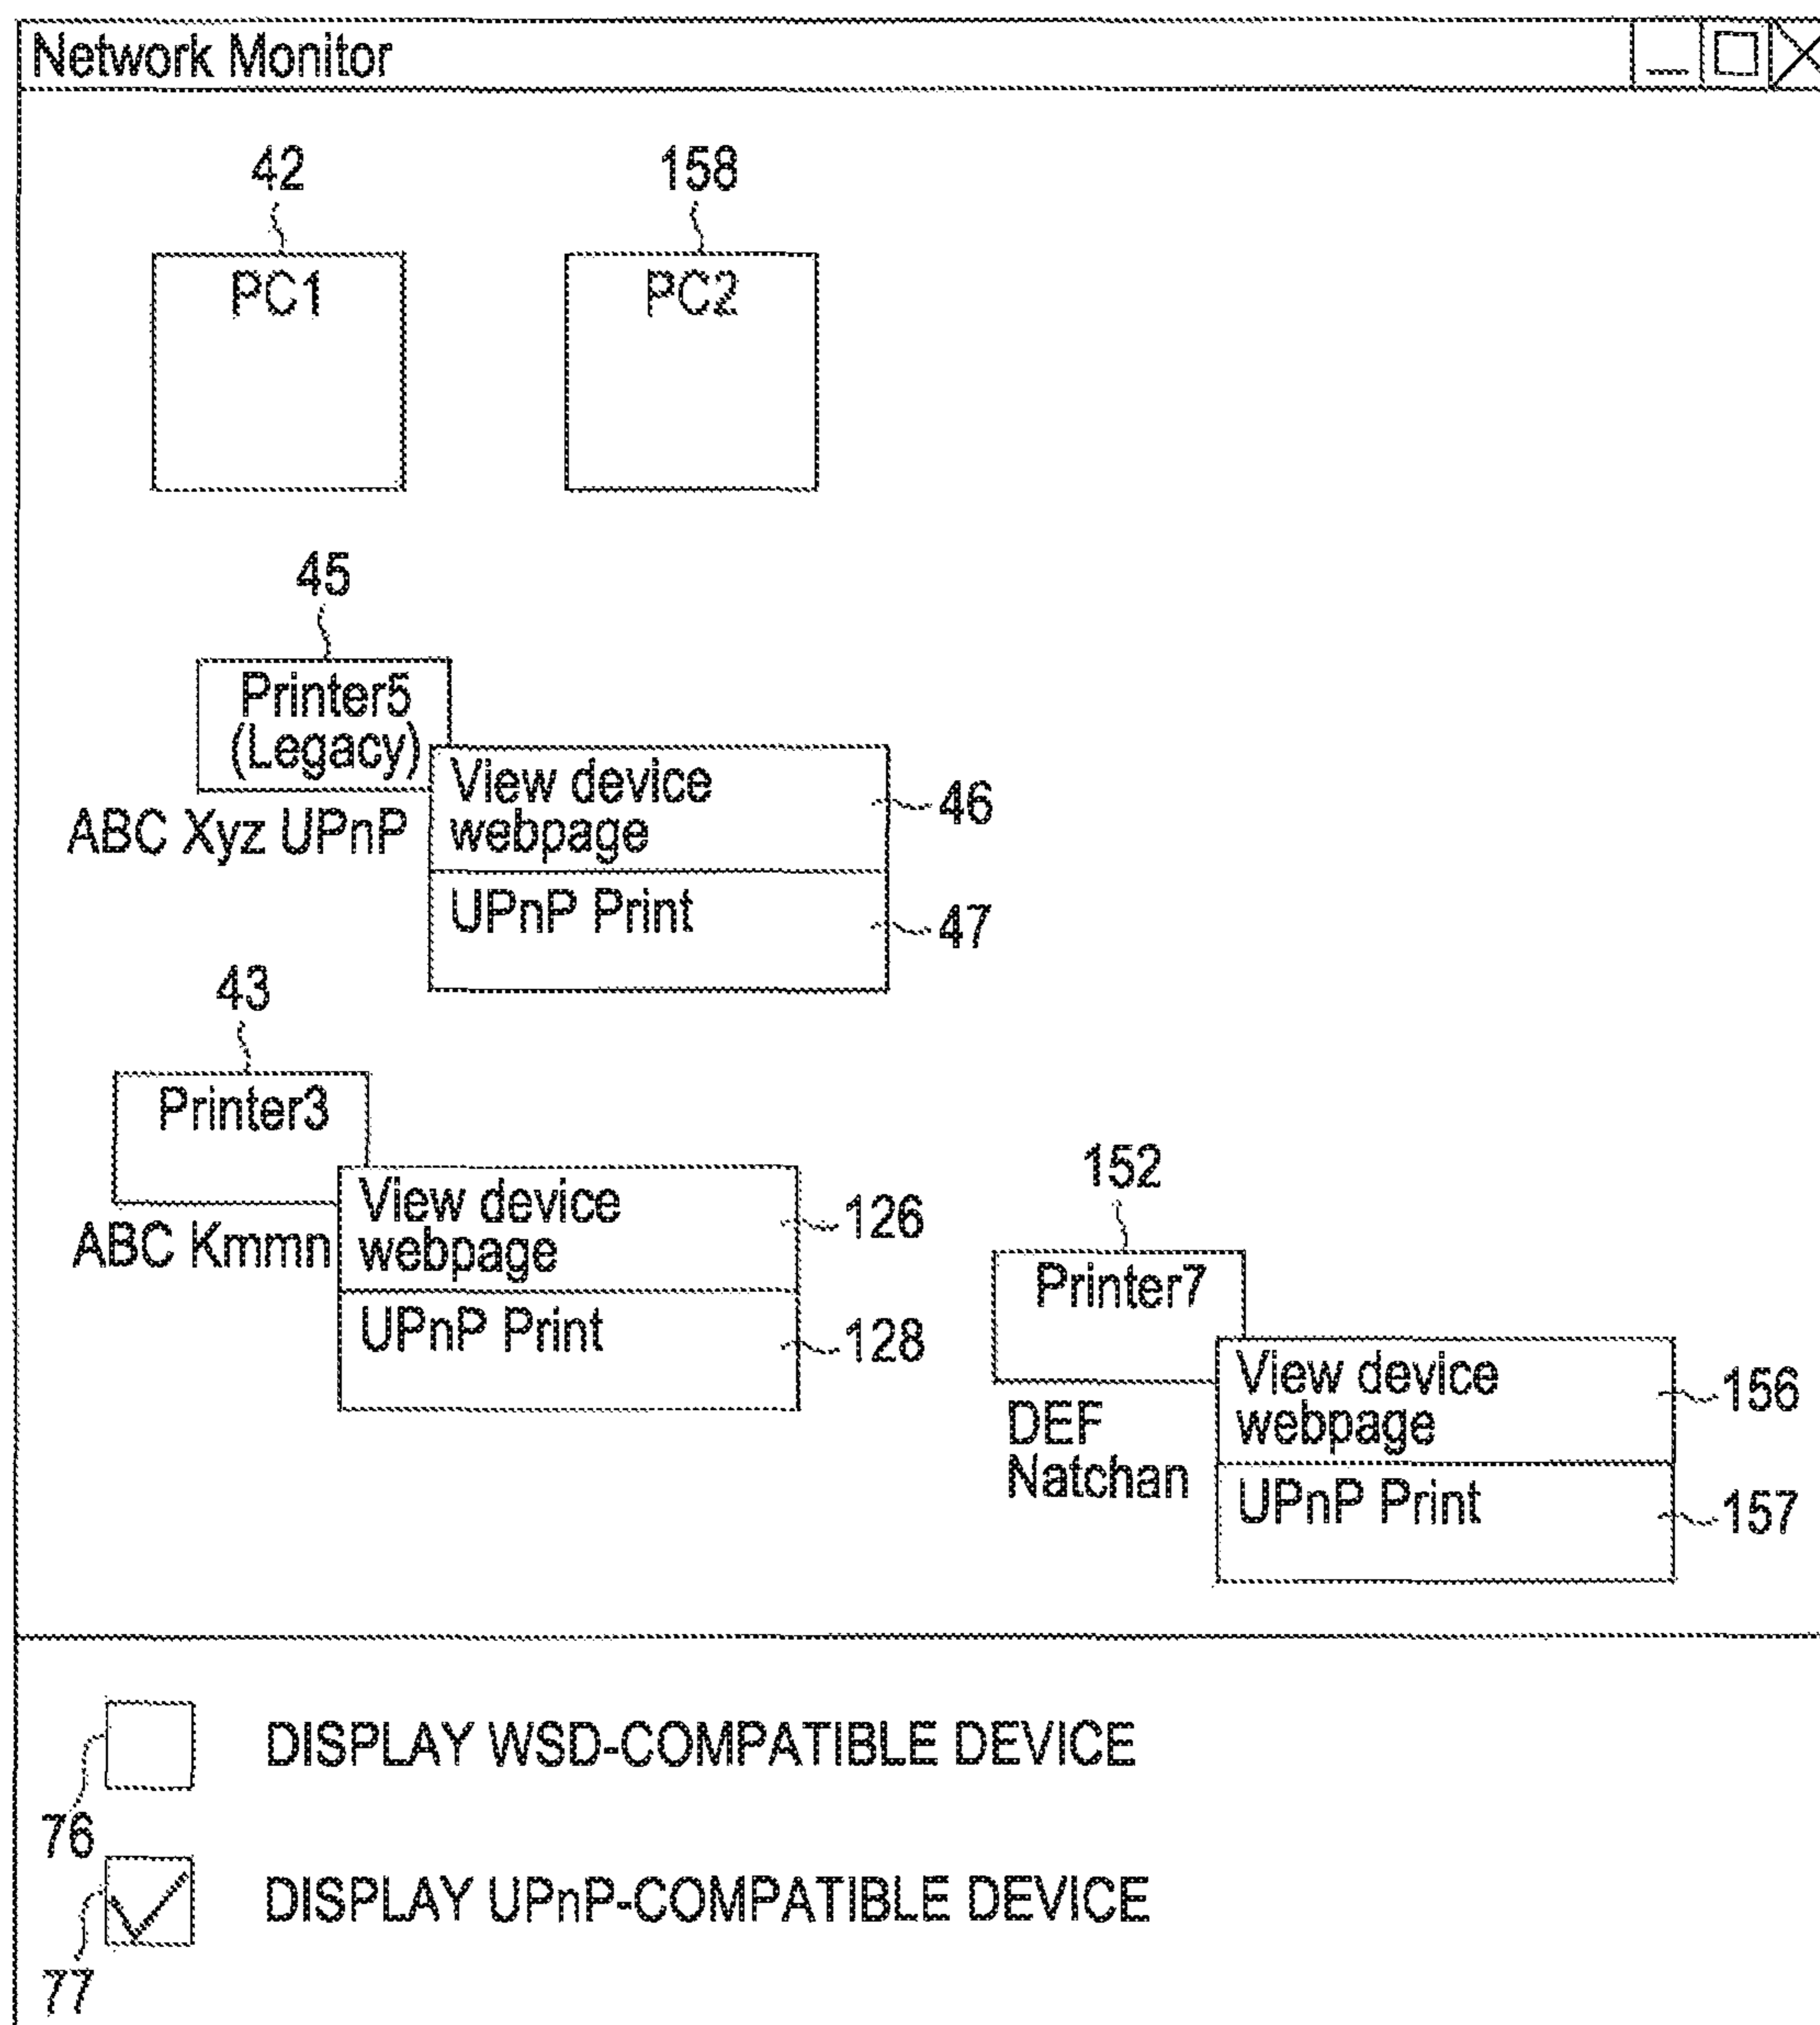 Network Monitor
42
158
PC1
PC2
45
Printer5
(Legacy)
ABC Xyz UPnP
View device
webpage
46
UPnP Print
47
43
Printer3
ABC Kmmn
View device
webpage
126
UPnP Print
128
152
Printer7
DEF
Natchan
View device
webpage
156
UPnP Print
157
DISPLAY WSD-COMPATIBLE DEVICE
76
DISPLAY UPnP-COMPATIBLE DEVICE
77